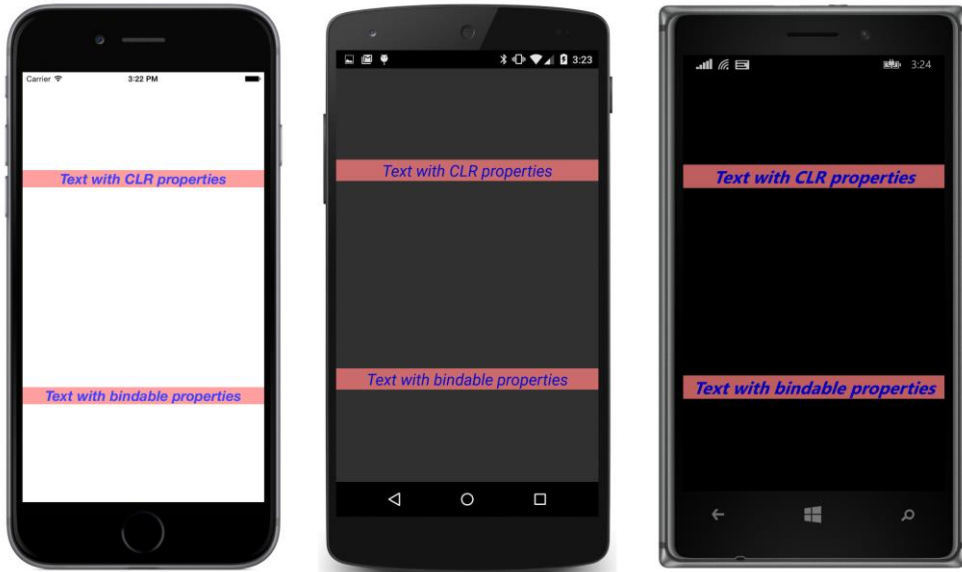 Carrier 3:22 PM
Text with CLR properties
Text with bindable properties
3:23
Text with CLR properties
Text with bindable properties
3:24
Text with CLR properties
Text with bindable properties